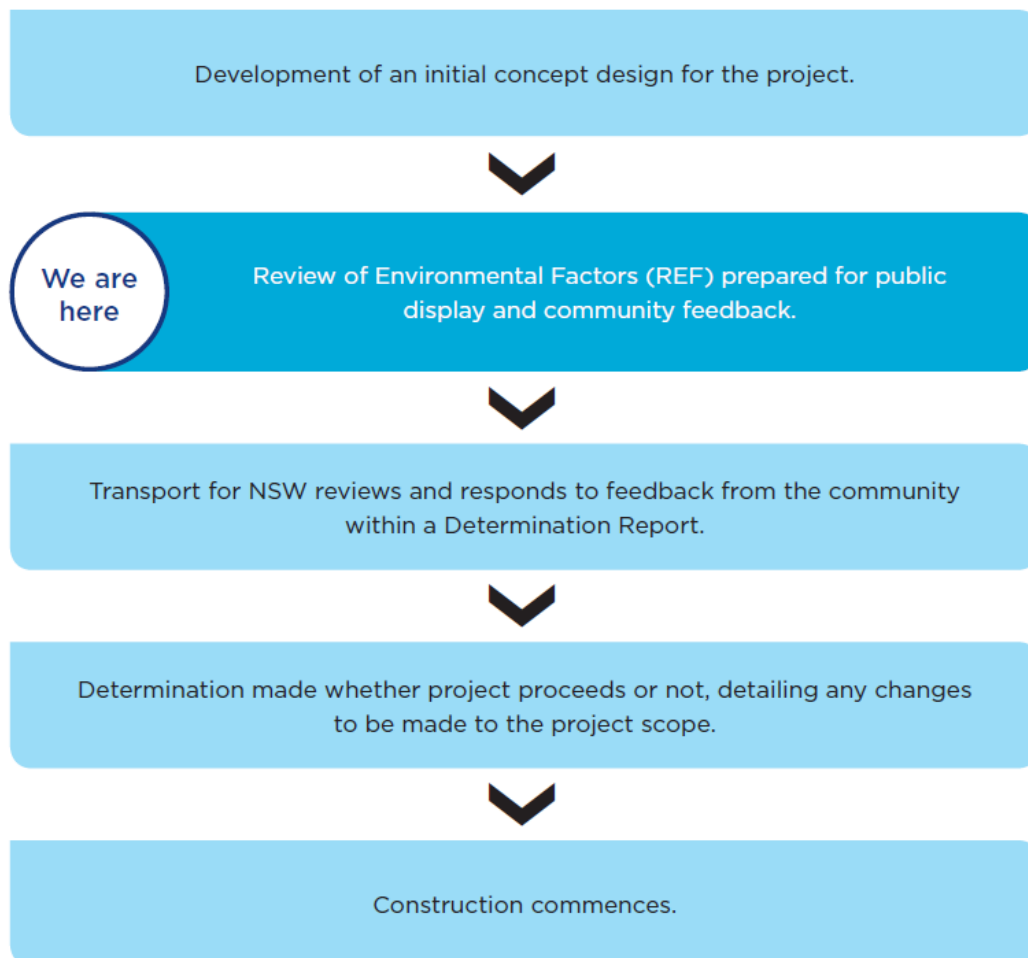 Development of an initial concept design for the project.
We are
here
Review of Environmental Factors (REF) prepared for public
display and community feedback.
Transport for NSW reviews and responds to feedback from the community
within a Determination Report.
Determination made whether project proceeds or not, detailing any changes
to be made to the project scope.
Construction commences.